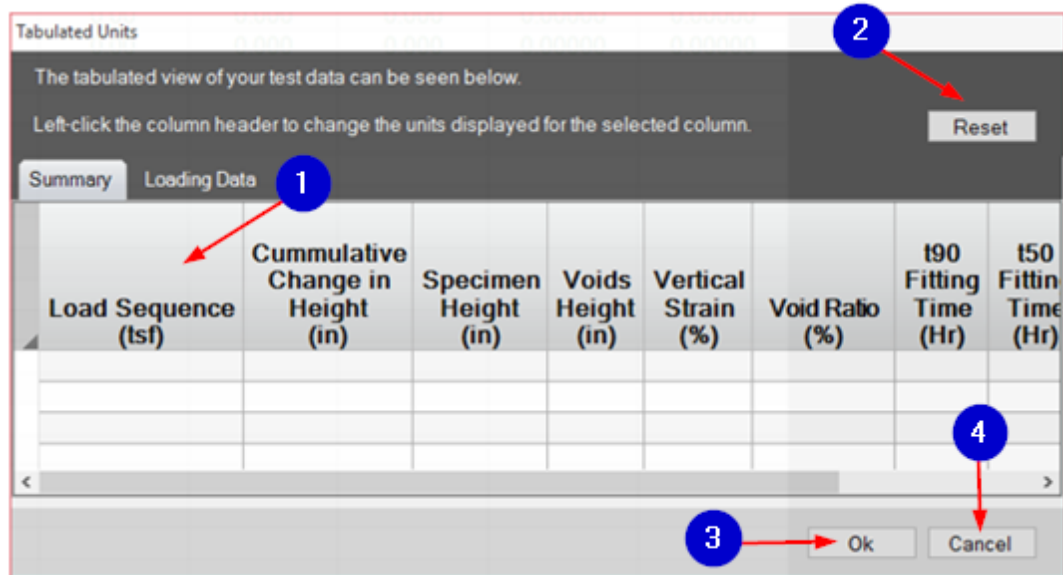 Tabulated Units
2
The tabulated view of your test data can be seen below.
Left-click the column header to change the units displayed for the selected column.
Reset
Summary
Loading Data
1
Load Sequence
(tsf)
Cummulative
Change in
Height
(in)
Specimen
Height
(in)
Voids
Height
(in)
Vertical
Strain
(%)
Void Ratio
(%)
t90
Fitting
Time
(Hr)
t50
Fittin
Time
(Hr)
4
3
Ok
Cancel